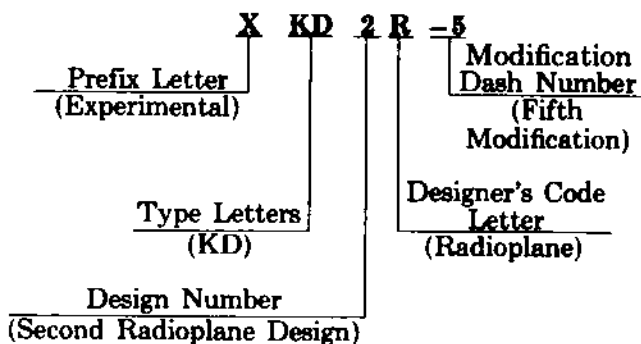 X KD 2 R -5
Modification
Prefix Letter Dash Number
(Experimental) (Fifth
Modification)
Designer's Code
Type Letters Letter
(KD) (Radioplane)
Design Number
(Second Radioplane Design)